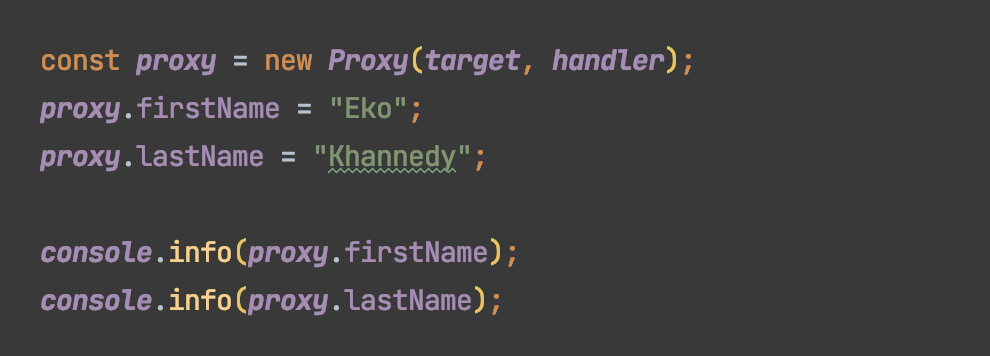 const proxy = new Proxy(target, handler);
proxy.firstName = "Eko";
proxy.lastName = "Khannedy";
console.info(proxy.firstName);
console.info(proxy.lastName);